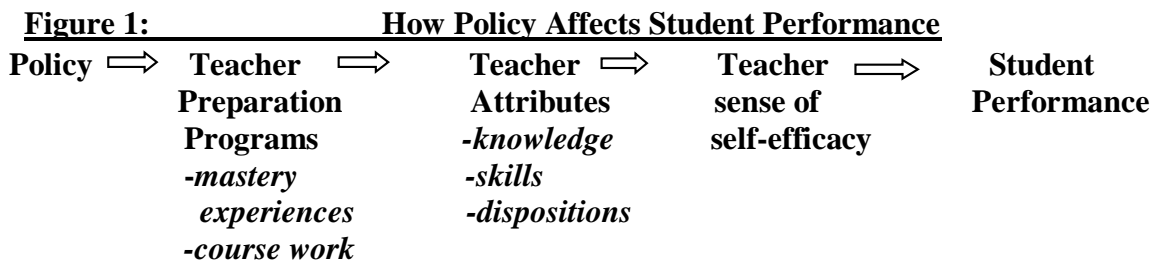 Figure 1: How Policy Affects Student Performance
Policy ⇨ Teacher ⇨ Teacher ⇨ Teacher ⇨ Student
Preparation Attributes sense of Performance
Programs -knowledge self-efficacy
-mastery -skills
experiences -dispositions
-course work